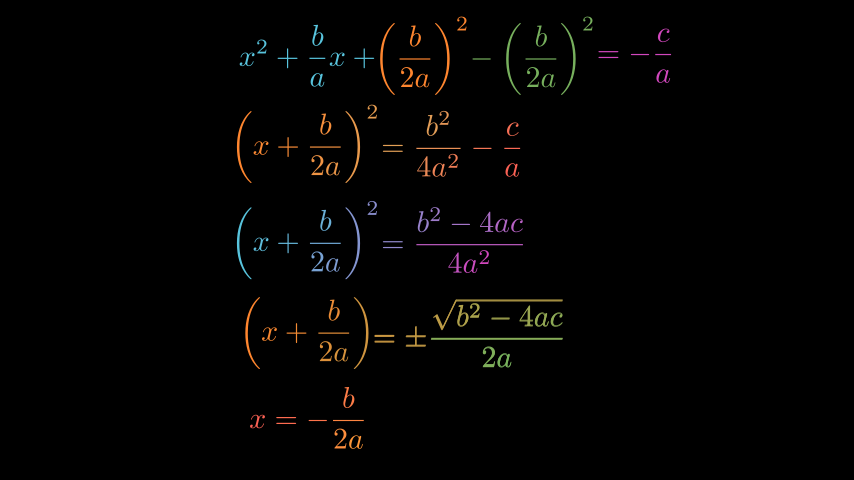 x² + b/a x + (b/2a)² − (b/2a)² = − c/a
(x + b/2a)² = b²/4a² − c/a
(x + b/2a)² = b² − 4ac/4a²
(x + b/2a) = ± √b² − 4ac/2a
x = − b/2a